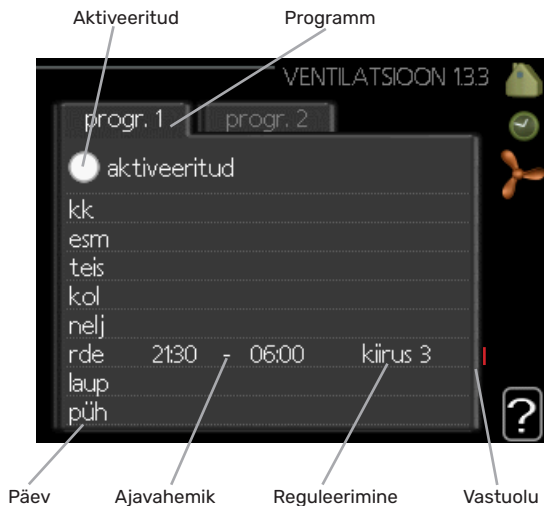 Aktiveeritud Programm
VENTILATSIOON 1.3.3
progr. 1 progr. 2
aktiveeritud
kk
esm
teis
kol
nelj
rde 21:30 - 06:00 kiirus 3
laup
püh
?
Päev Ajavahemik Reguleerimine Vastuolu